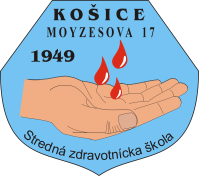 KOŠICE
MOYZESOVA 17
1949
Stredná zdravotnícka škola